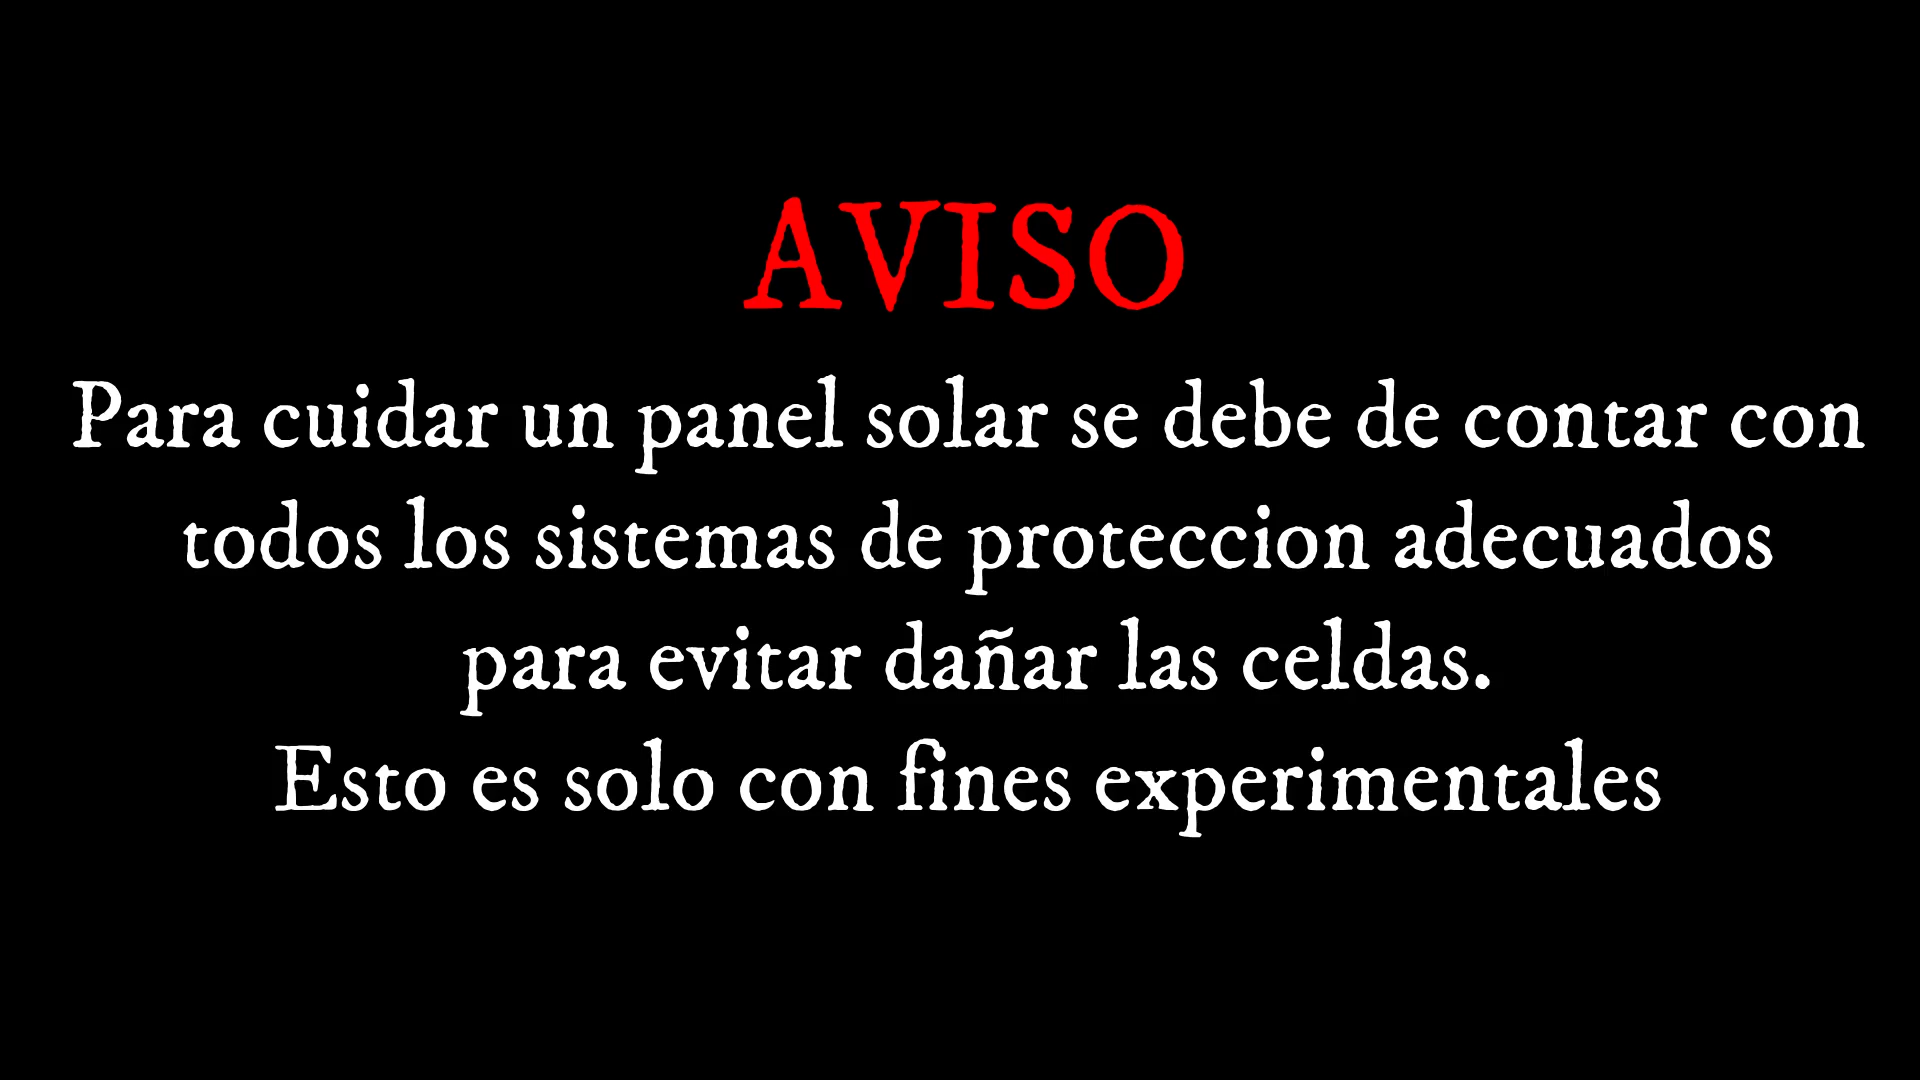 AVISO
Para cuidar un panel solar se debe de contar con
todos los sistemas de proteccion adecuados
para evitar dañar las celdas.
Esto es solo con fines experimentales